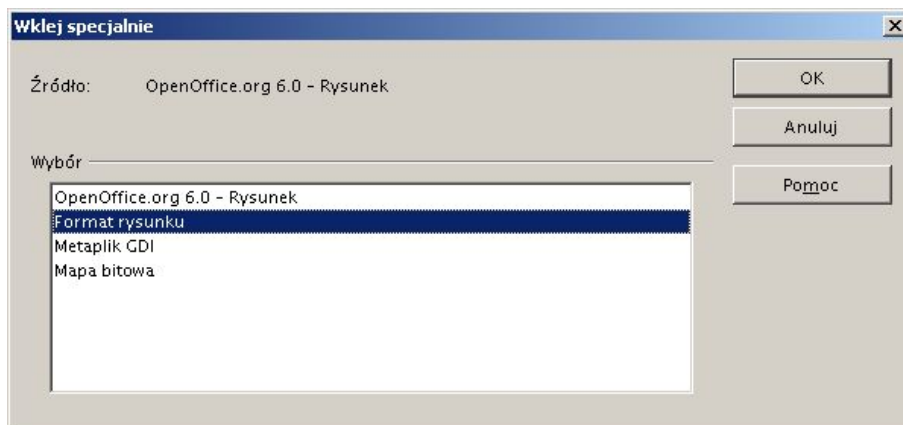 Wklej specjalnie
Źródło: OpenOffice.org 6.0 - Rysunek
OK
Anuluj
Pomoc
Wybór
OpenOffice.org 6.0 - Rysunek
Format rysunku
Metaplik GDI
Mapa bitowa